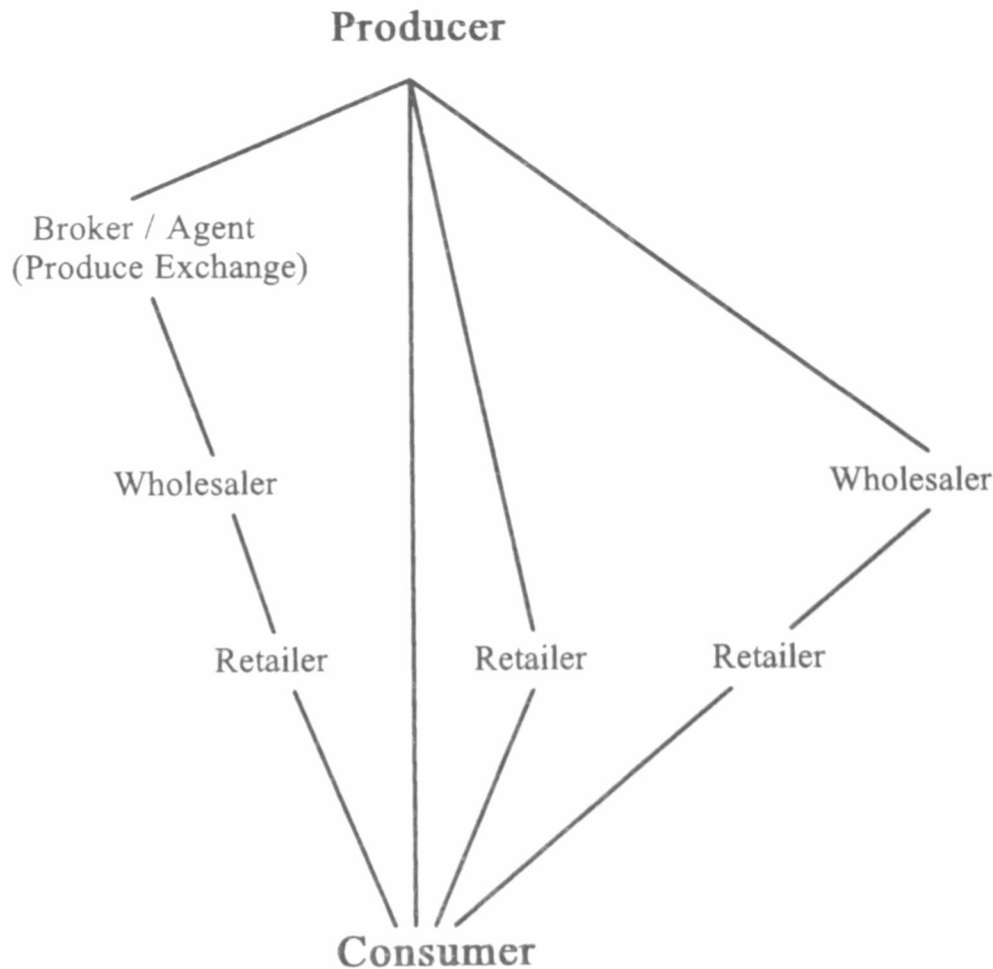 Producer
Broker / Agent
(Produce Exchange)
Wholesaler
Wholesaler
Retailer
Retailer
Retailer
Consumer